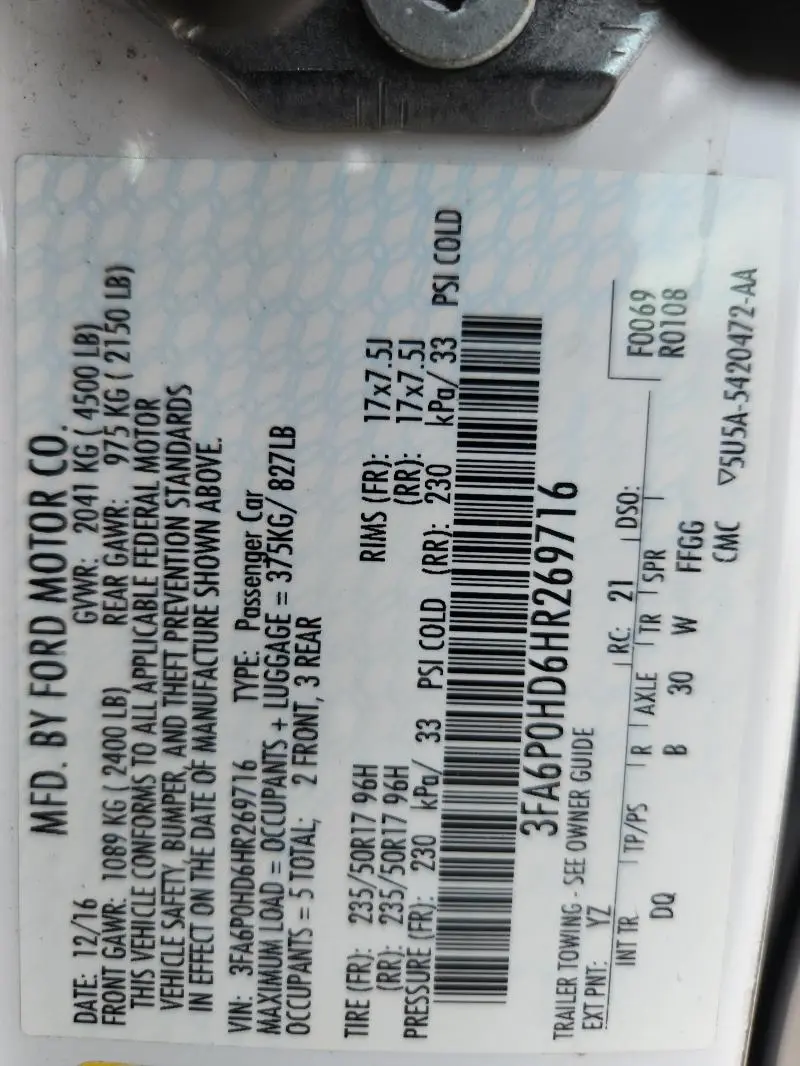 MFD. BY FORD MOTOR CO.
DATE: 12/16 GVWR: 2041 KG ( 4500 LB)
FRONT GAWR: 1089 KG ( 2400 LB) REAR GAWR: 975 KG ( 2150 LB)
THIS VEHICLE CONFORMS TO ALL APPLICABLE FEDERAL MOTOR
VEHICLE SAFETY, BUMPER, AND THEFT PREVENTION STANDARDS
IN EFFECT ON THE DATE OF MANUFACTURE SHOWN ABOVE.
VIN: 3FA6P0HD6HR269716 TYPE: Passenger Car
MAXIMUM LOAD = OCCUPANTS + LUGGAGE = 375KG/ 827LB
OCCUPANTS = 5 TOTAL; 2 FRONT, 3 REAR
TIRE (FR): 235/50R17 96H RIMS (FR): 17x7.5J
(RR): 235/50R17 96H (RR): 17x7.5J
PRESSURE (FR): 230 kPa/ 33 PSI COLD (RR): 230 kPa/ 33 PSI COLD
3FA6P0HD6HR269716
TRAILER TOWING - SEE OWNER GUIDE
EXT PNT: YZ RC: 21 DSO: F0069
R0108
INT TR TP/PS R AXLE TR SPR
DQ B 30 W FFGG
CMC ▽5U5A-5420472-AA